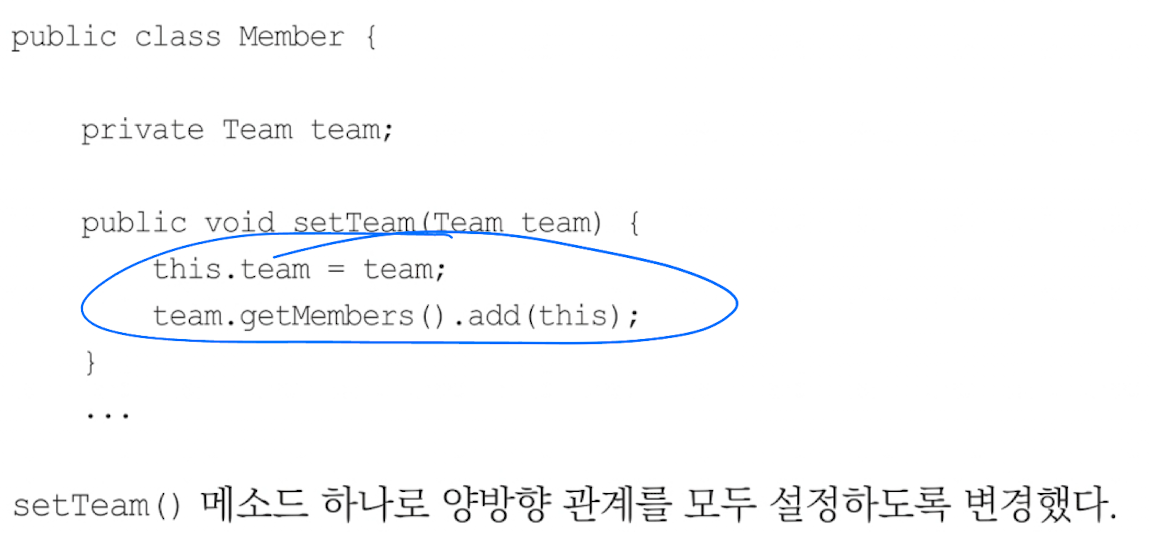 public class Member {
private Team team;
public void setTeam(Team team) {
this.team = team;
team.getMembers().add(this);
}
...
setTeam() 메소드 하나로 양방향 관계를 모두 설정하도록 변경했다.